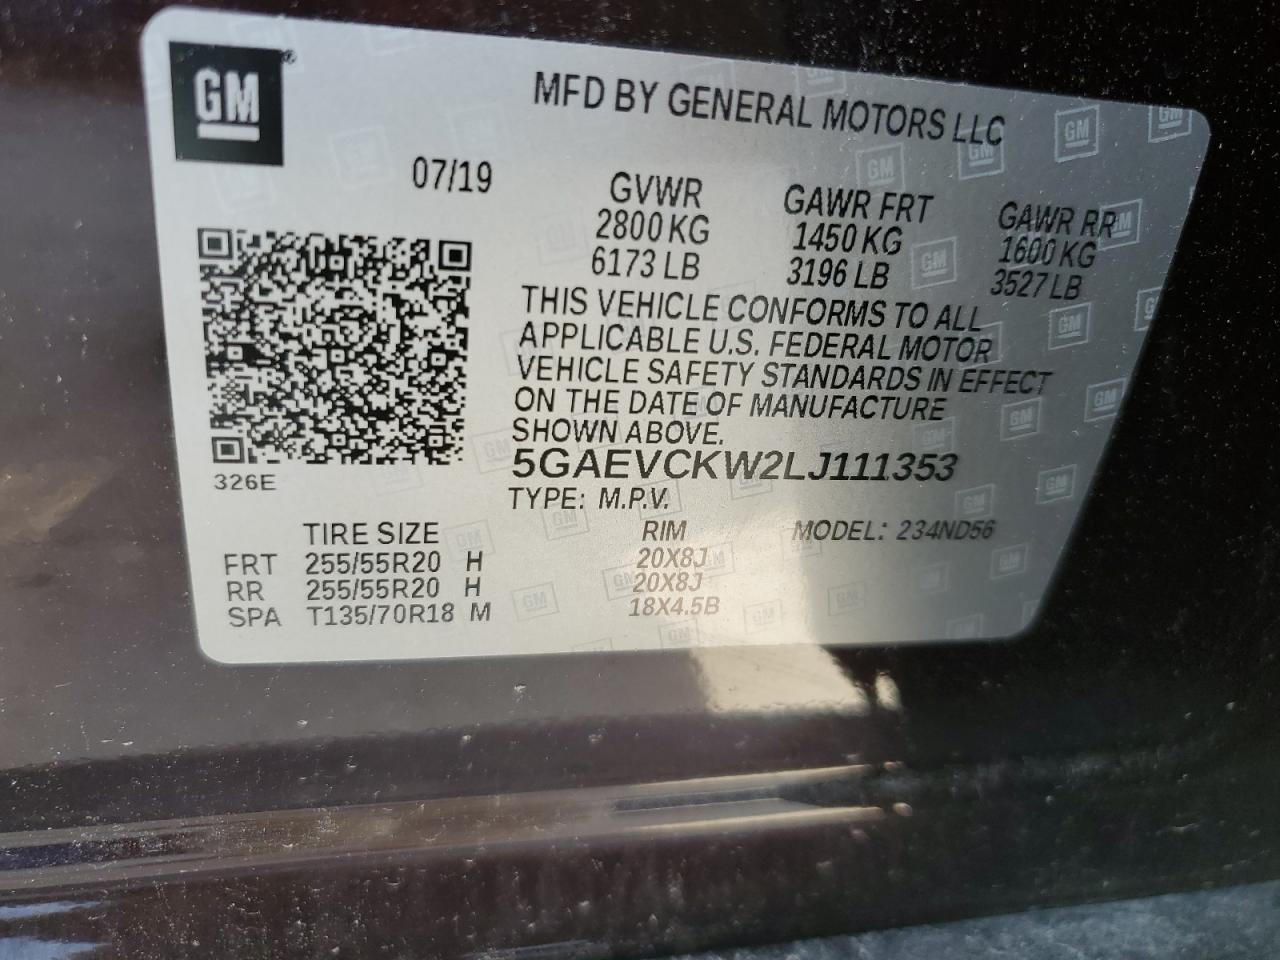 GM ®
MFD BY GENERAL MOTORS LLC
07/19 GVWR GAWR FRT GAWR RR
2800 KG 1450 KG 1600 KG
6173 LB 3196 LB 3527 LB
THIS VEHICLE CONFORMS TO ALL
APPLICABLE U.S. FEDERAL MOTOR
VEHICLE SAFETY STANDARDS IN EFFECT
ON THE DATE OF MANUFACTURE
SHOWN ABOVE.
5GAEVCKW2LJ111353
326E
TYPE: M.P.V.
TIRE SIZE RIM MODEL: 234ND56
FRT 255/55R20 H 20X8J
RR 255/55R20 H 20X8J
SPA T135/70R18 M 18X4.5B